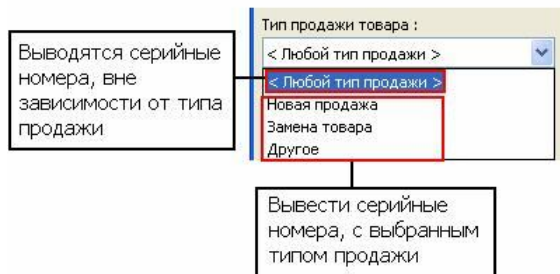 Тип продажи товара :
< Любой тип продажи >
< Любой тип продажи >
Новая продажа
Замена товара
Другое
Выводятся серийные
номера, вне
зависимости от типа
продажи
Вывести серийные
номера, с выбранным
типом продажи